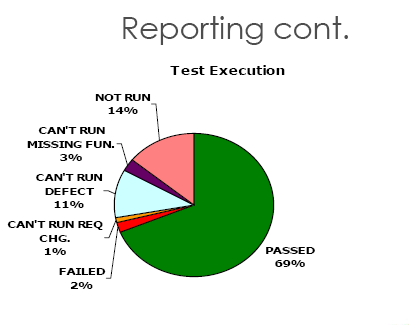 Reporting cont.
Test Execution
NOT RUN
14%
CAN'T RUN
MISSING FUN.
3%
CAN'T RUN
DEFECT
11%
CAN'T RUN REQ
CHG.
1%
FAILED
2%
PASSED
69%